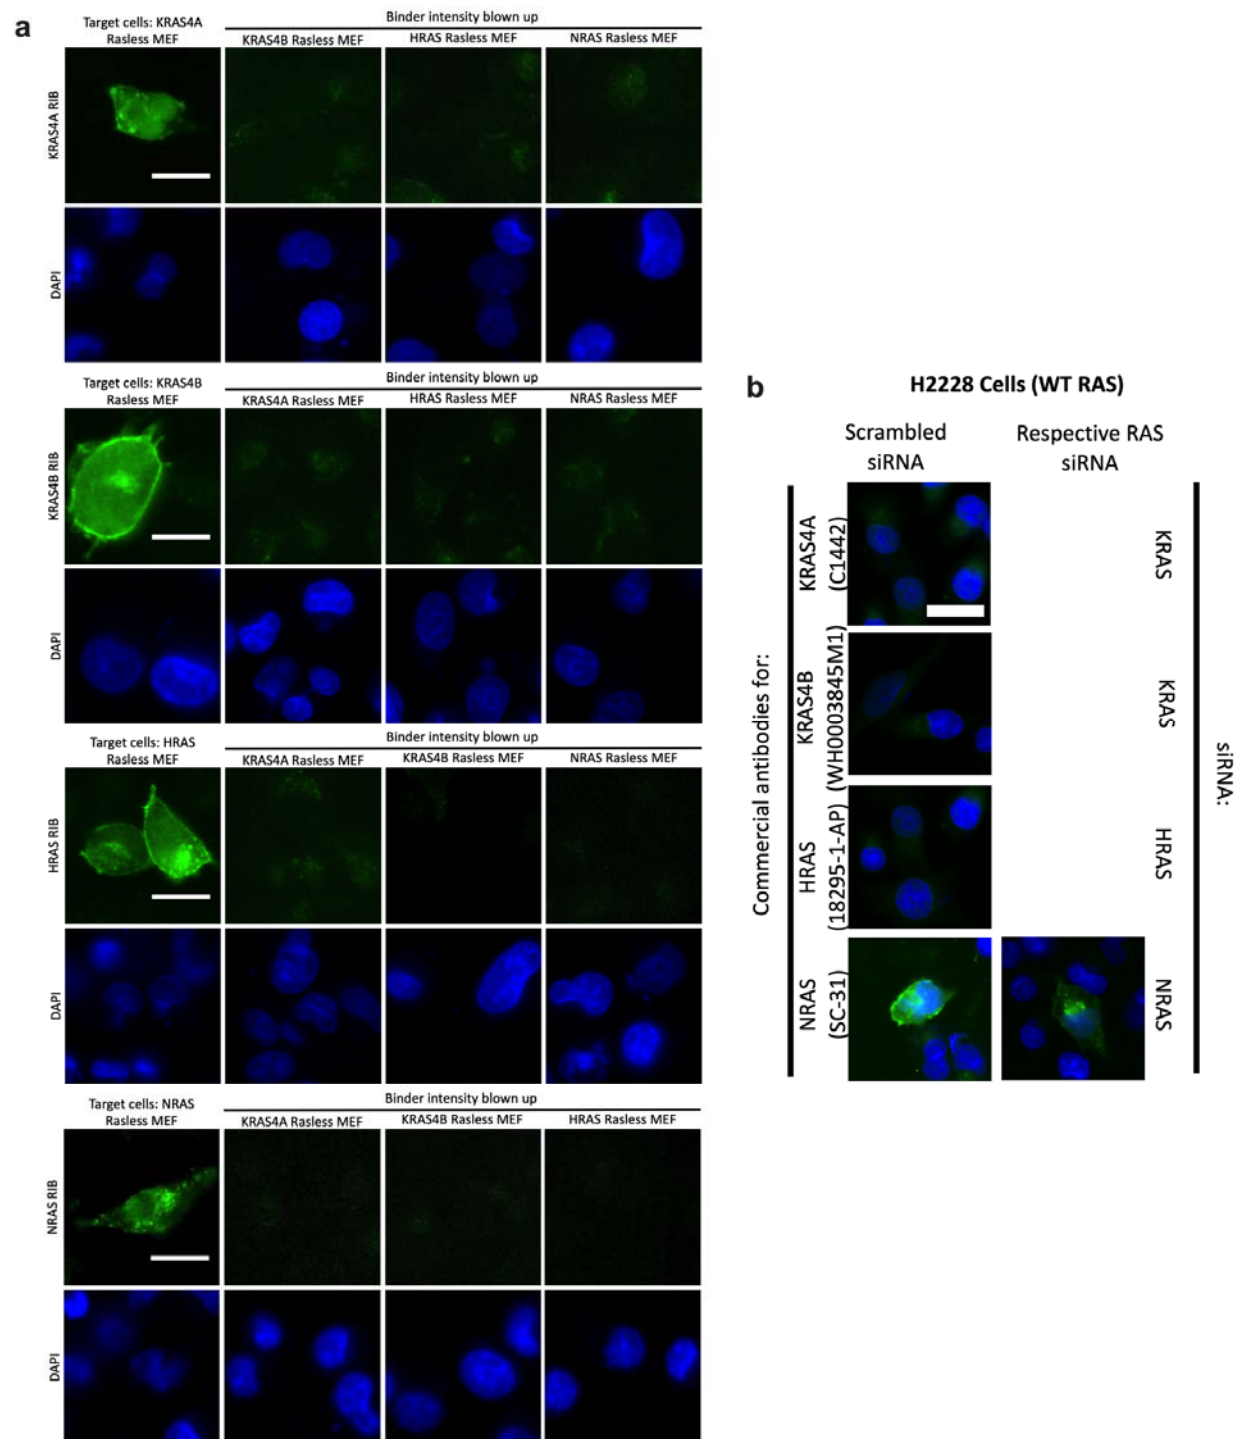 a
Target cells: KRAS4A
Rasless MEF
Binder intensity blown up
KRAS4B Rasless MEF
HRAS Rasless MEF
NRAS Rasless MEF
KRAS4A RIB
DAPI
Target cells: KRAS4B
Rasless MEF
Binder intensity blown up
KRAS4A Rasless MEF
HRAS Rasless MEF
NRAS Rasless MEF
KRAS4B RIB
DAPI
Target cells: HRAS
Rasless MEF
Binder intensity blown up
KRAS4A Rasless MEF
KRAS4B Rasless MEF
NRAS Rasless MEF
HRAS RIB
DAPI
Target cells: NRAS
Rasless MEF
Binder intensity blown up
KRAS4A Rasless MEF
KRAS4B Rasless MEF
HRAS Rasless MEF
NRAS RIB
DAPI
b
H2228 Cells (WT RAS)
Scrambled
siRNA
Respective RAS
siRNA
Commercial antibodies for:
KRAS4A
(C1442)
KRAS
KRAS4B
(WH0003845M1)
KRAS
HRAS
(18295-1-AP)
HRAS
NRAS
(SC-31)
NRAS
siRNA: